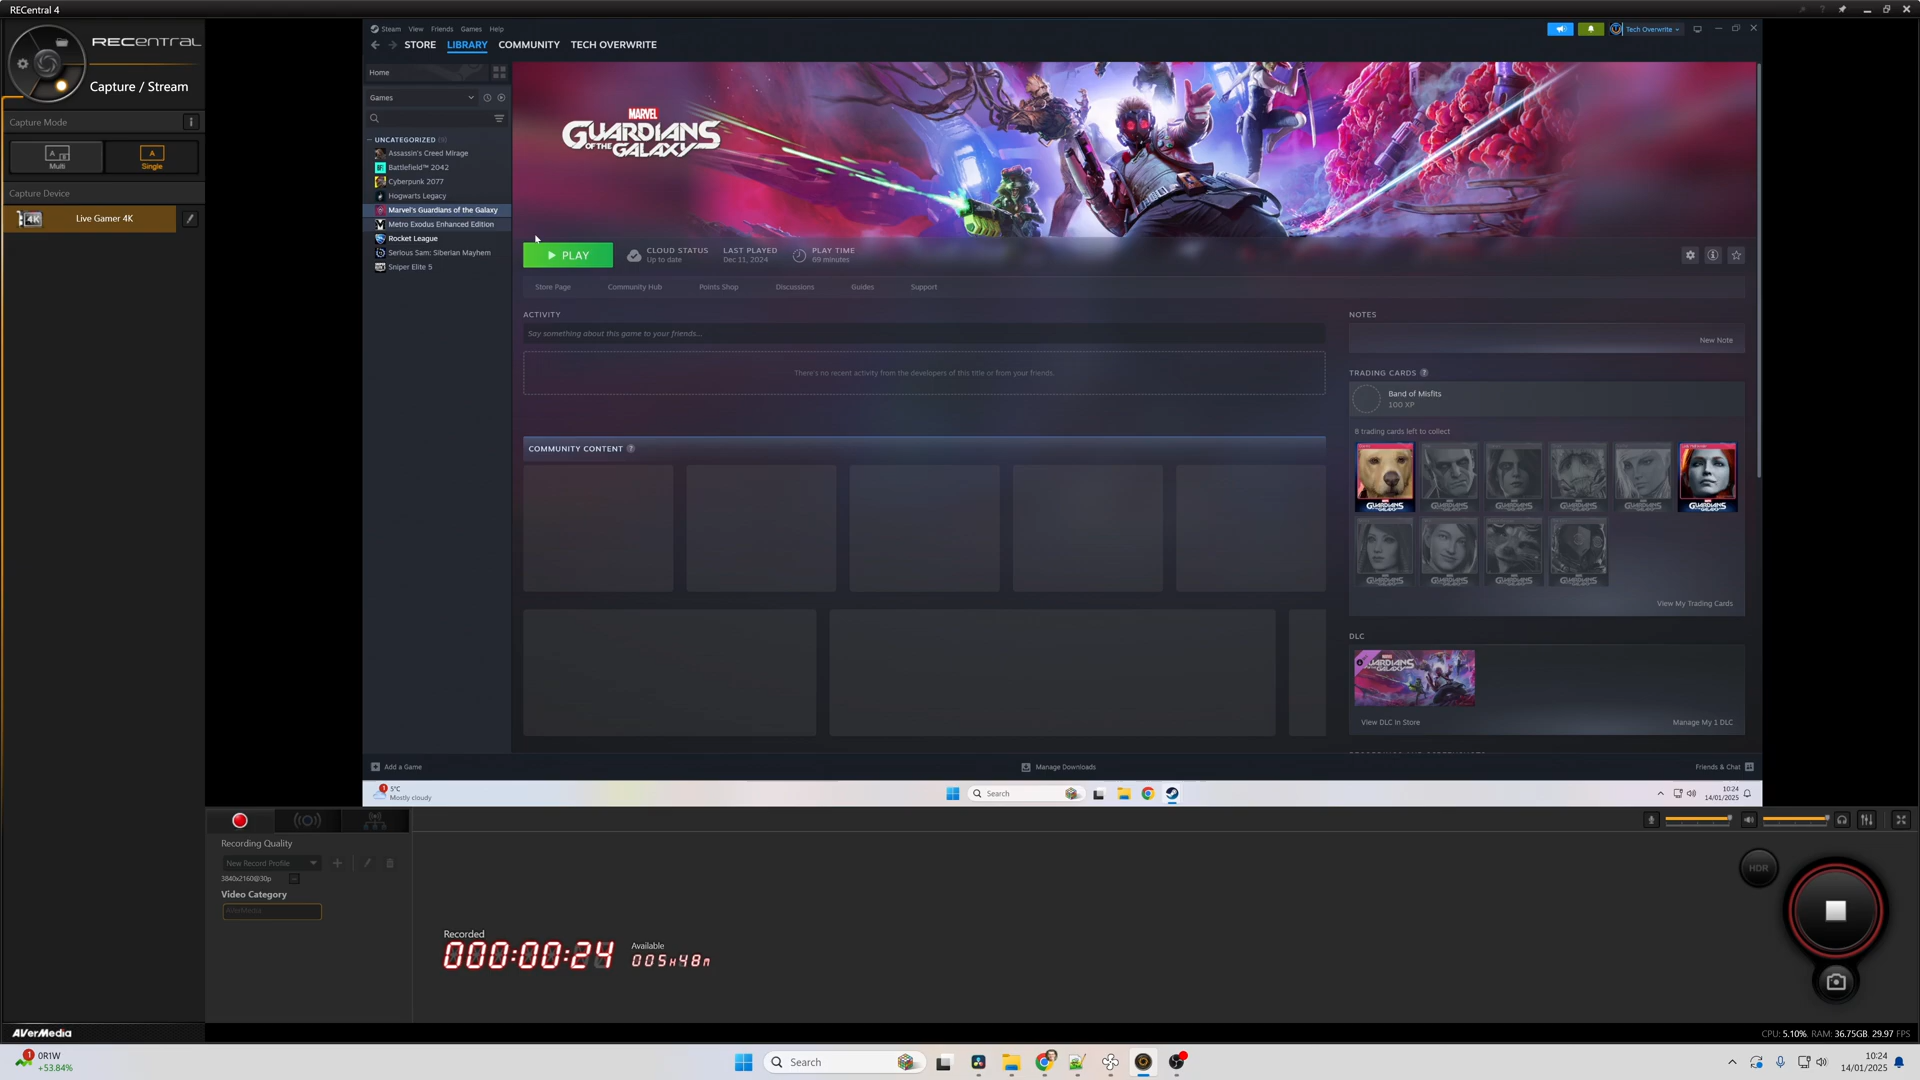 RECentral 4
RECENTRAL
Capture / Stream
Capture Mode
Multi
Single
Capture Device
4K
Live Gamer 4K
Steam View Friends Games Help
Tech Overwrite
STORE LIBRARY COMMUNITY TECH OVERWRITE
Home
Games
UNCATEGORIZED (9)
Assassin's Creed Mirage
Battlefield™ 2042
Cyberpunk 2077
Hogwarts Legacy
Marvel's Guardians of the Galaxy
Metro Exodus Enhanced Edition
Rocket League
Serious Sam: Siberian Mayhem
Sniper Elite 5
MARVEL
GUARDIANS
OF THE GALAXY
PLAY
CLOUD STATUS
Up to date
LAST PLAYED
Dec 11, 2024
PLAY TIME
69 minutes
Store Page Community Hub Points Shop Discussions Guides Support
ACTIVITY
Say something about this game to your friends...
There's no recent activity from the developers of this title or from your friends.
COMMUNITY CONTENT
NOTES
New Note
TRADING CARDS
Band of Misfits
100 XP
8 trading cards left to collect
View My Trading Cards
DLC
View DLC In Store
Manage My 1 DLC
Add a Game
Manage Downloads
Friends & Chat
5°C
Mostly cloudy
Search
10:24
14/01/2025
Recording Quality
New Record Profile
3840x2160@30p
Video Category
AVerMedia
Recorded
000:00:24
Available
005H48M
HDR
AVerMedia
CPU: 5.10%. RAM: 36.75GB. 29.97 FPS
0R1W
+53.84%
Search
10:24
14/01/2025